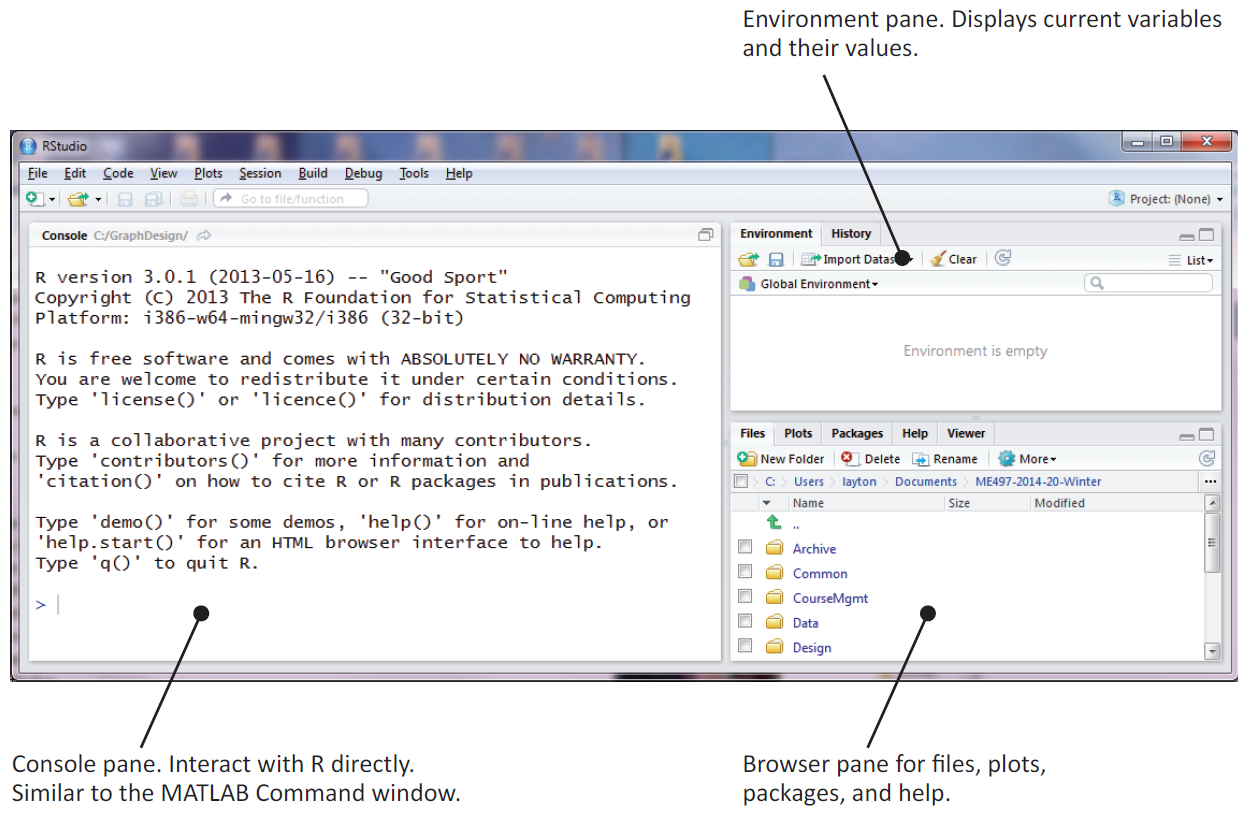 Environment pane. Displays current variables
and their values.
RStudio
File Edit Code View Plots Session Build Debug Tools Help
Go to file/function
Project: (None)
Console C:/GraphDesign/
R version 3.0.1 (2013-05-16) -- "Good Sport"
Copyright (C) 2013 The R Foundation for Statistical Computing
Platform: i386-w64-mingw32/i386 (32-bit)
R is free software and comes with ABSOLUTELY NO WARRANTY.
You are welcome to redistribute it under certain conditions.
Type 'license()' or 'licence()' for distribution details.
R is a collaborative project with many contributors.
Type 'contributors()' for more information and
'citation()' on how to cite R or R packages in publications.
Type 'demo()' for some demos, 'help()' for on-line help, or
'help.start()' for an HTML browser interface to help.
Type 'q()' to quit R.
>
Environment History
Import Datas Clear List
Global Environment
Environment is empty
Files Plots Packages Help Viewer
New Folder Delete Rename More
C: Users layton Documents ME497-2014-20-Winter ...
Name Size Modified
..
Archive
Common
CourseMgmt
Data
Design
Console pane. Interact with R directly.
Similar to the MATLAB Command window.
Browser pane for files, plots,
packages, and help.